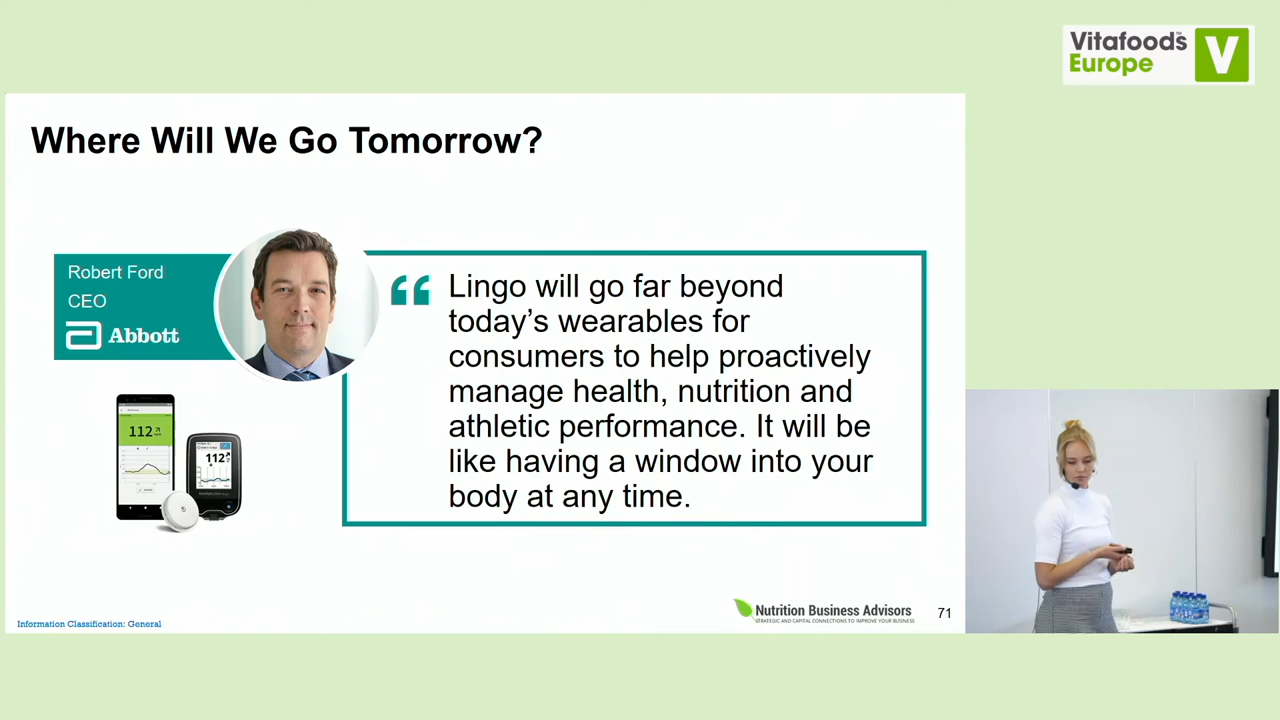 Vitafoods
Europe
V
Where Will We Go Tomorrow?
Robert Ford
CEO
Abbott
“ Lingo will go far beyond
today’s wearables for
consumers to help proactively
manage health, nutrition and
athletic performance. It will be
like having a window into your
body at any time.
112
112
Nutrition Business Advisors
STRATEGIC AND CAPITAL CONNECTIONS TO IMPROVE YOUR BUSINESS
71
Information Classification: General